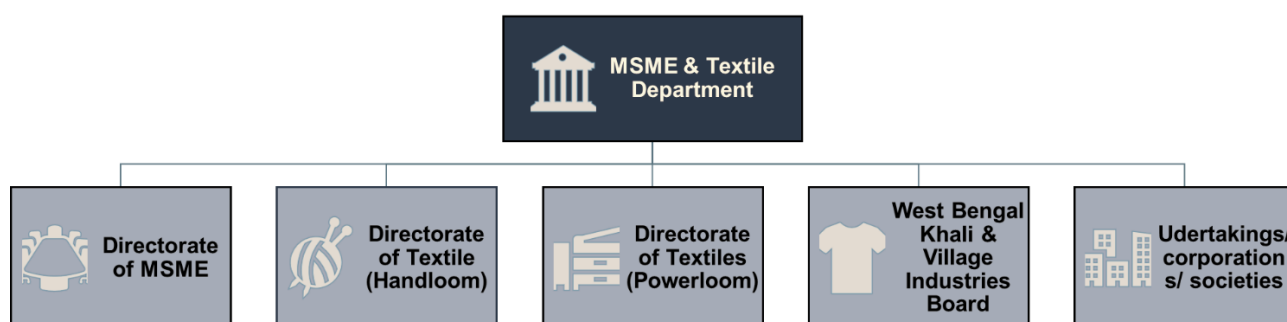 MSME & Textile
Department
Directorate
of MSME
Directorate
of Textile
(Handloom)
Directorate
of Textiles
(Powerloom)
West Bengal
Khali &
Village
Industries
Board
Udertakings/
corporation
s/ societies